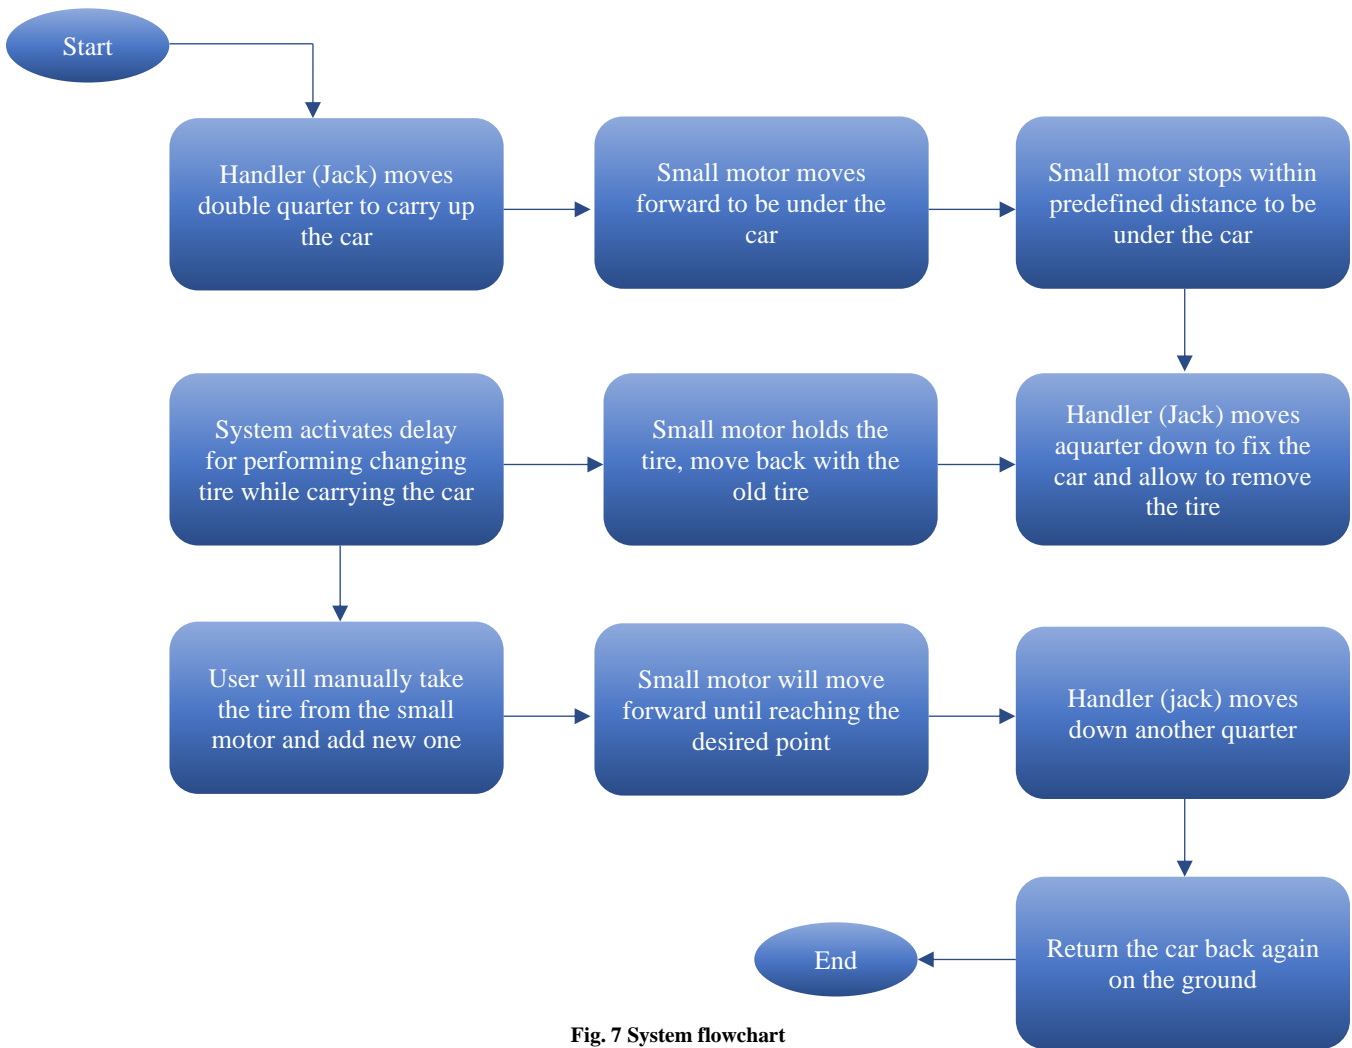 Start
Handler (Jack) moves
double quarter to carry up
the car
Small motor moves
forward to be under the
car
Small motor stops within
predefined distance to be
under the car
System activates delay
for performing changing
tire while carrying the car
Small motor holds the
tire, move back with the
old tire
Handler (Jack) moves
aquarter down to fix the
car and allow to remove
the tire
User will manually take
the tire from the small
motor and add new one
Small motor will move
forward until reaching the
desired point
Handler (jack) moves
down another quarter
Return the car back again
on the ground
End
Fig. 7 System flowchart